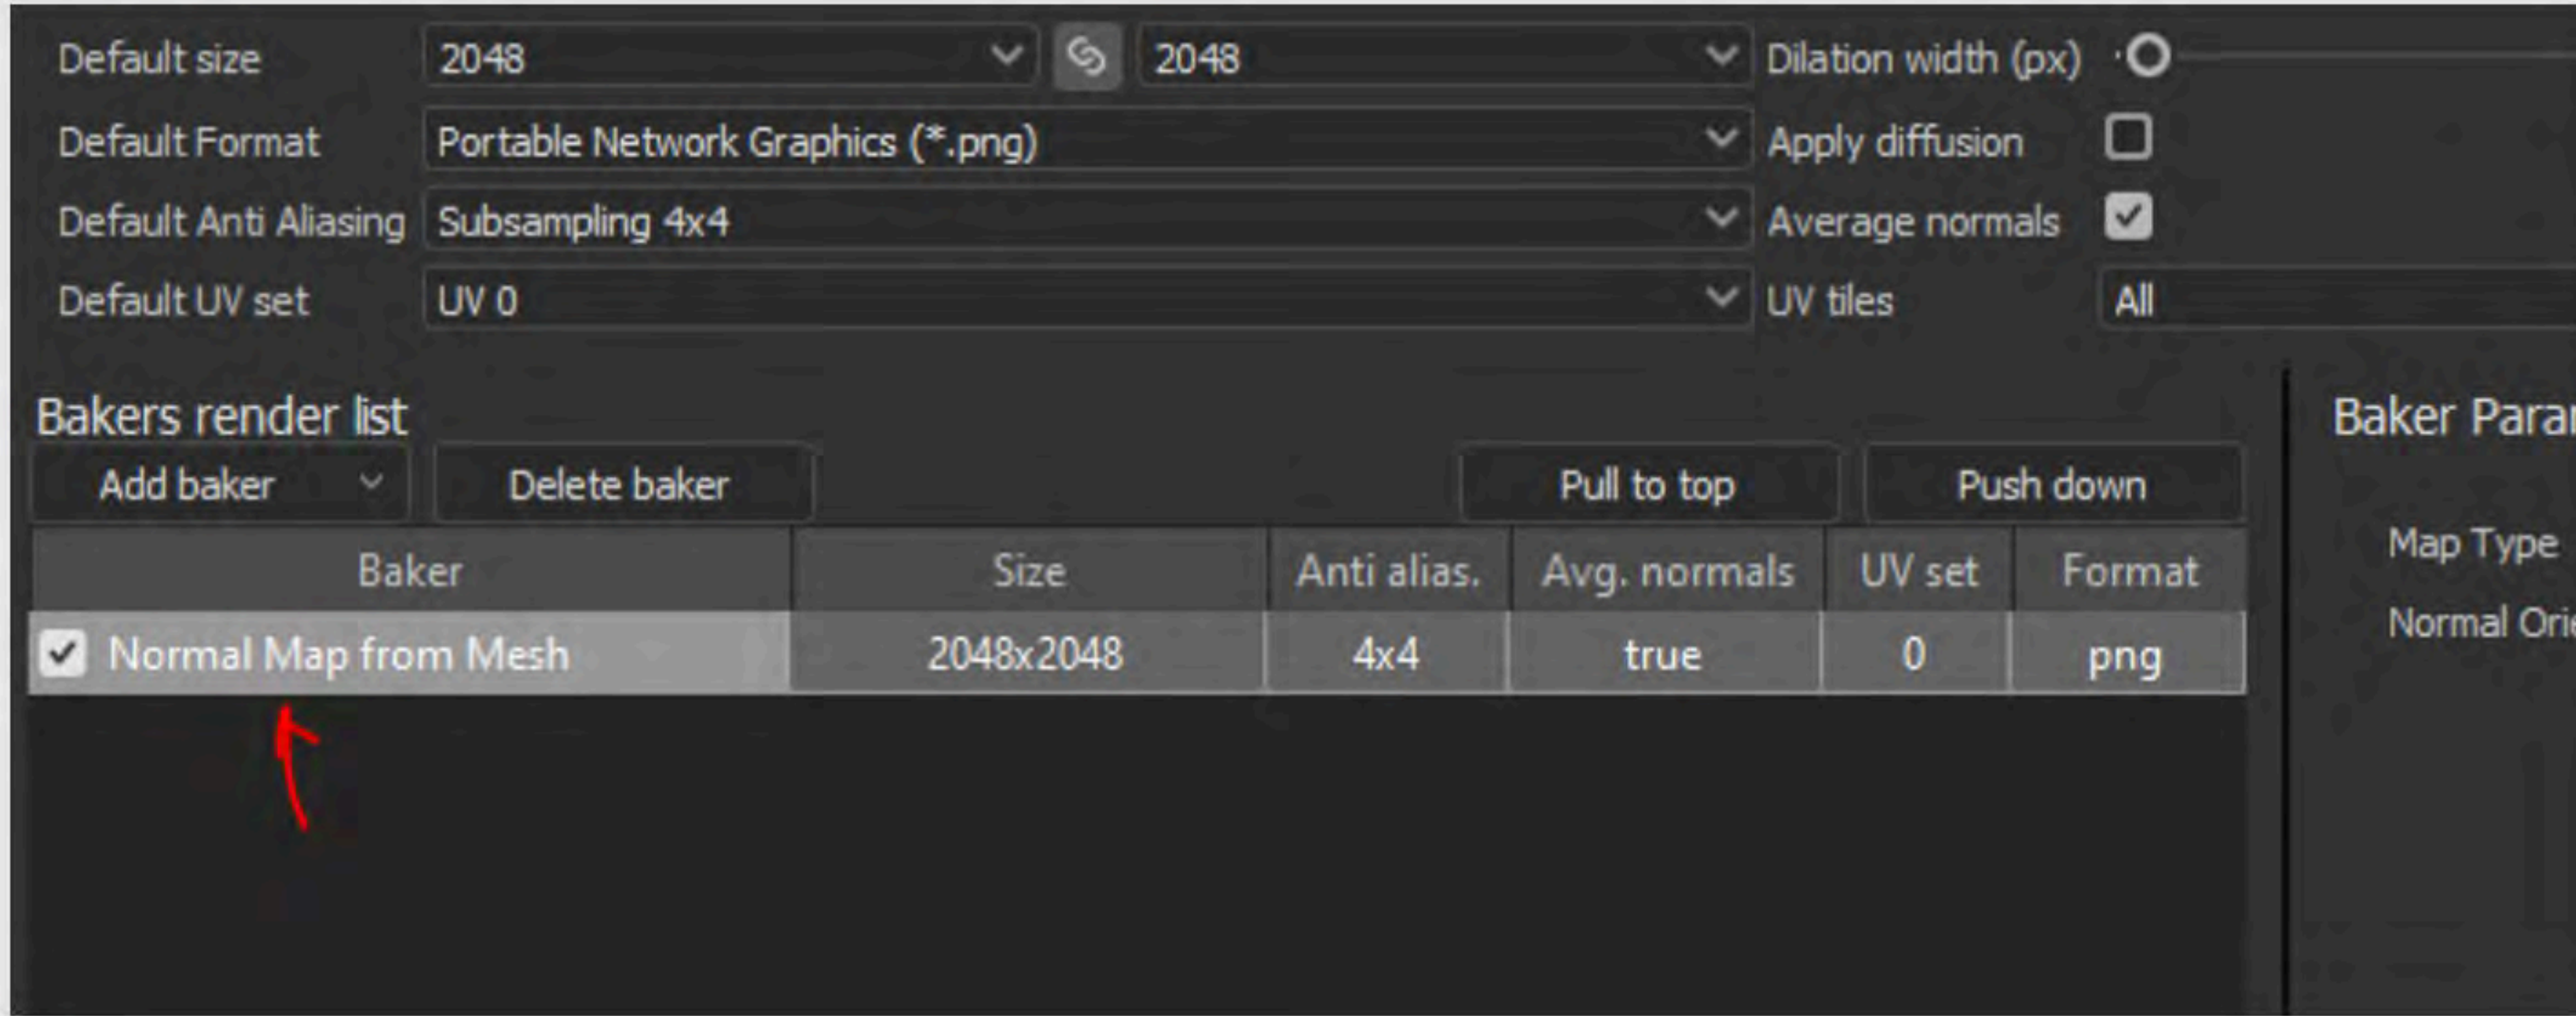 Default size 2048 2048 Dilation width (px)
Default Format Portable Network Graphics (*.png) Apply diffusion
Default Anti Aliasing Subsampling 4x4 Average normals
Default UV set UV 0 UV tiles All
Bakers render list Baker
Add baker Delete baker Pull to top Push down
Baker Size Anti alias. Avg. normals UV set Format Map Type
Normal Map from Mesh 2048x2048 4x4 true 0 png Normal